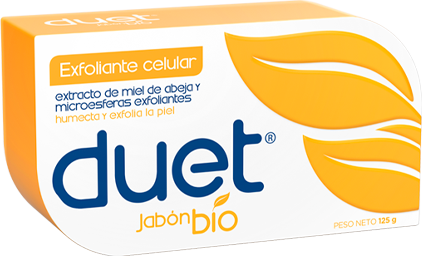 duet
Exfoliante celular
extracto de miel de abeja y
microesferas exfoliantes
humecta y exfolia la piel
duet®
Jabón bio
PESO NETO 125 g